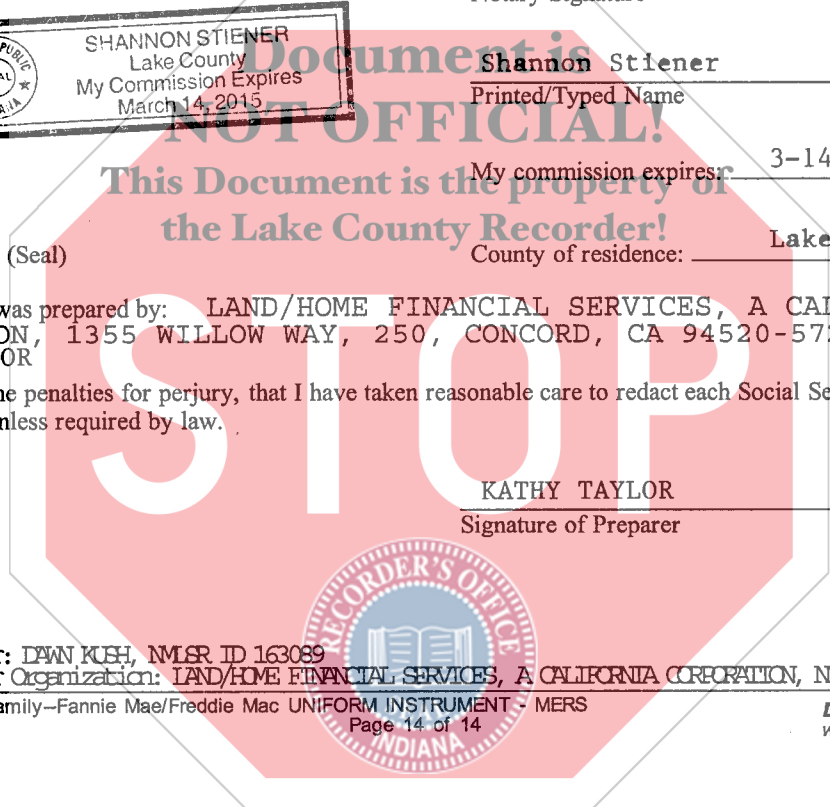 Notary Signature
SHANNON STIENER
Lake County
My Commission Expires
March 14, 2015
PUBLIC
Document is
NOT OFFICIAL!
This Document is the property of
the Lake County Recorder!
Shannon Stiener
Printed/Typed Name
My commission expires: 3-14
(Seal)
County of residence: Lake
was prepared by: LAND/HOME FINANCIAL SERVICES, A CAL
ON, 1355 WILLOW WAY, 250, CONCORD, CA 94520-572
OR
he penalties for perjury, that I have taken reasonable care to redact each Social Se
nless required by law.
STOP
KATHY TAYLOR
Signature of Preparer
RECORDER'S OFFICE
r: DAWN KUSH, NMLSR ID 163089
r Organization: LAND/HOME FINANCIAL SERVICES, A CALIFORNIA CORPORATION, N
amily–Fannie Mae/Freddie Mac UNIFORM INSTRUMENT - MERS
Page 14 of 14
INDIANA